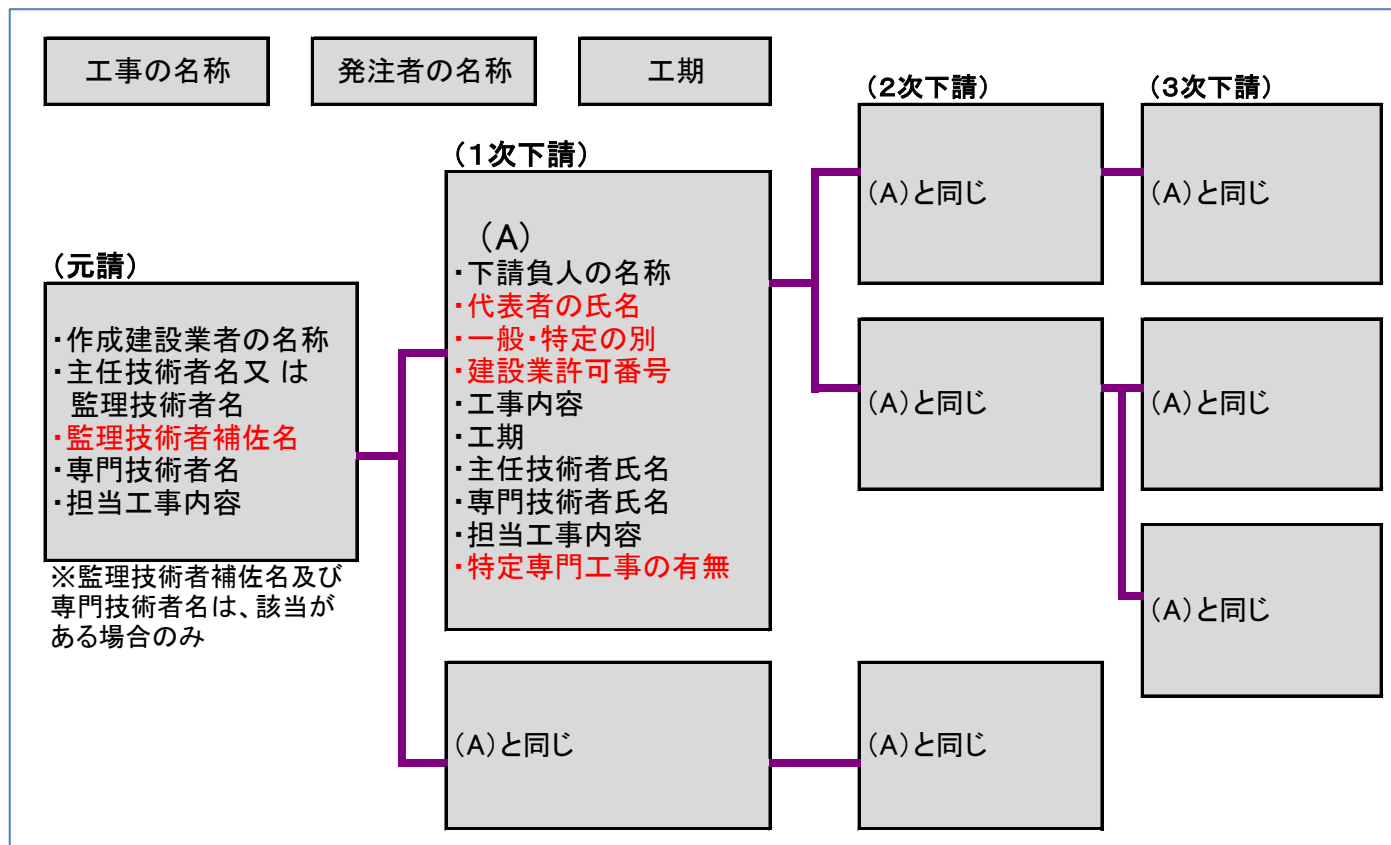 工事の名称
発注者の名称
工期
(元請)
・作成建設業者の名称
・主任技術者名又 は
監理技術者名
・監理技術者補佐名
・専門技術者名
・担当工事内容
※監理技術者補佐名及び
専門技術者名は、該当が
ある場合のみ
(1次下請)
(A)
・下請負人の名称
・代表者の氏名
・一般・特定の別
・建設業許可番号
・工事内容
・工期
・主任技術者氏名
・専門技術者氏名
・担当工事内容
・特定専門工事の有無
(A)と同じ
(2次下請)
(A)と同じ
(A)と同じ
(A)と同じ
(3次下請)
(A)と同じ
(A)と同じ
(A)と同じ